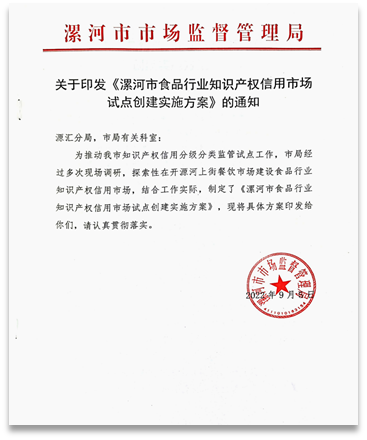 漯河市市场监督管理局
关于印发《漯河市食品行业知识产权信用市场
试点创建实施方案》的通知
源汇分局，市局有关科室：
为推动我市知识产权信用分级分类监管试点工作，市局经
过多次现场调研，探索性在开源河上街餐饮市场建设食品行业
知识产权信用市场，结合工作实际，制定了《漯河市食品行业
知识产权信用市场试点创建实施方案》，现将具体方案印发给
你们，请认真贯彻落实。
漯河市市场监督管理局
2022年9月